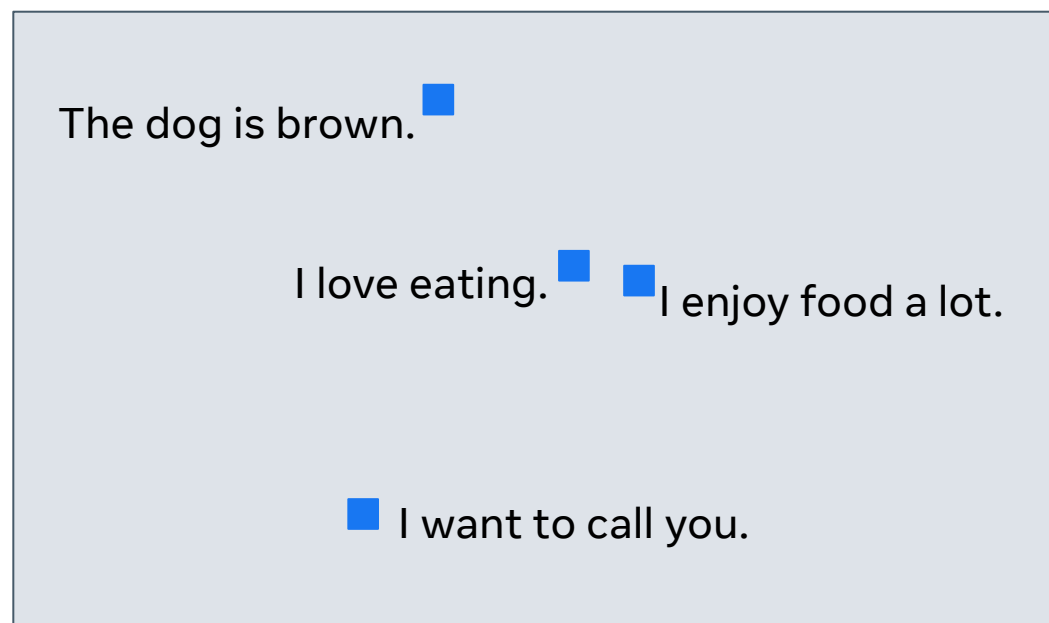 The dog is brown.
I love eating.
I enjoy food a lot.
I want to call you.